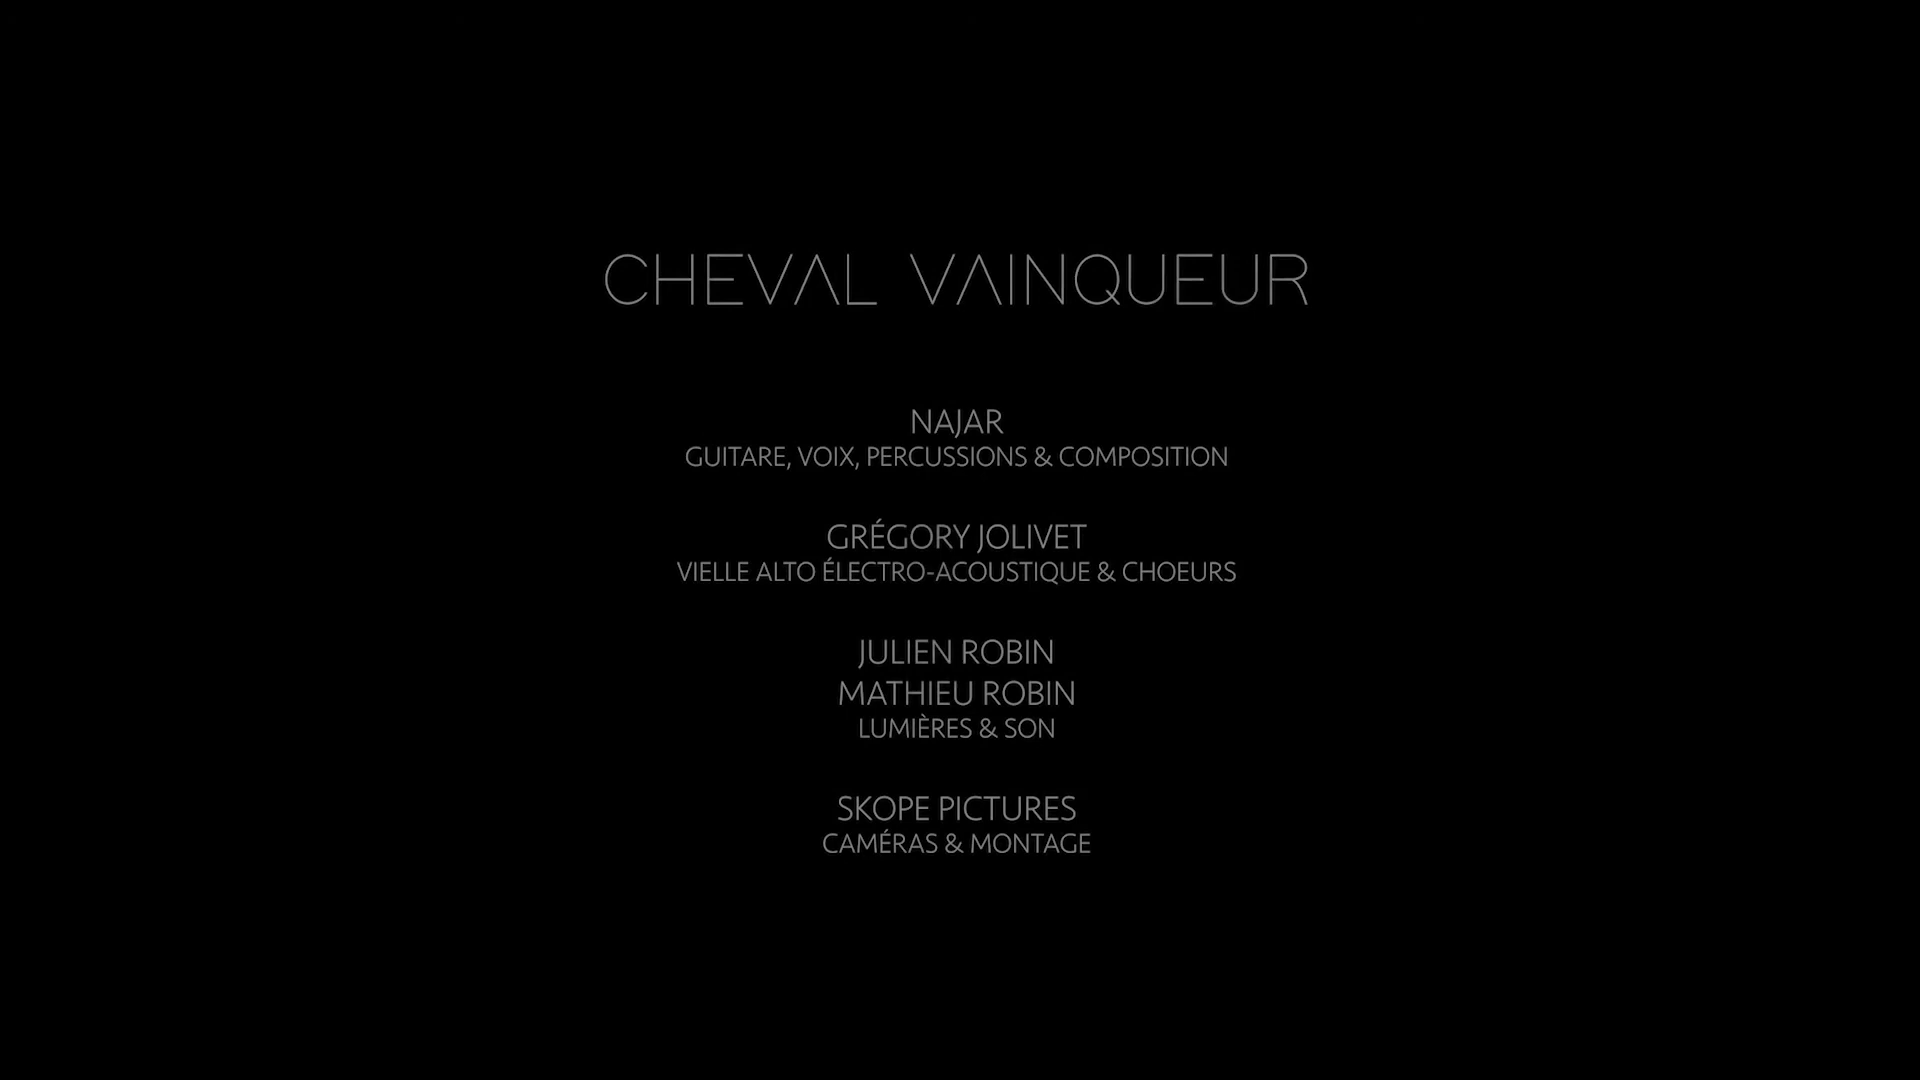 CHEVAL VAINQUEUR
NAJAR
GUITARE, VOIX, PERCUSSIONS & COMPOSITION
GRÉGORY JOLIVET
VIELLE ALTO ÉLECTRO-ACOUSTIQUE & CHOEURS
JULIEN ROBIN
MATHIEU ROBIN
LUMIÈRES & SON
SKOPE PICTURES
CAMÉRAS & MONTAGE